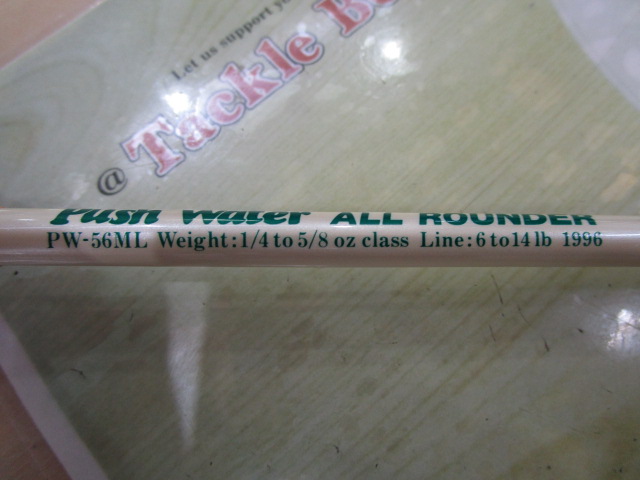 Let us support
@ Tackle
Push Water ALL ROUNDER
PW-56ML Weight:1/4 to 5/8 oz class Line:6 to 14 lb 1996